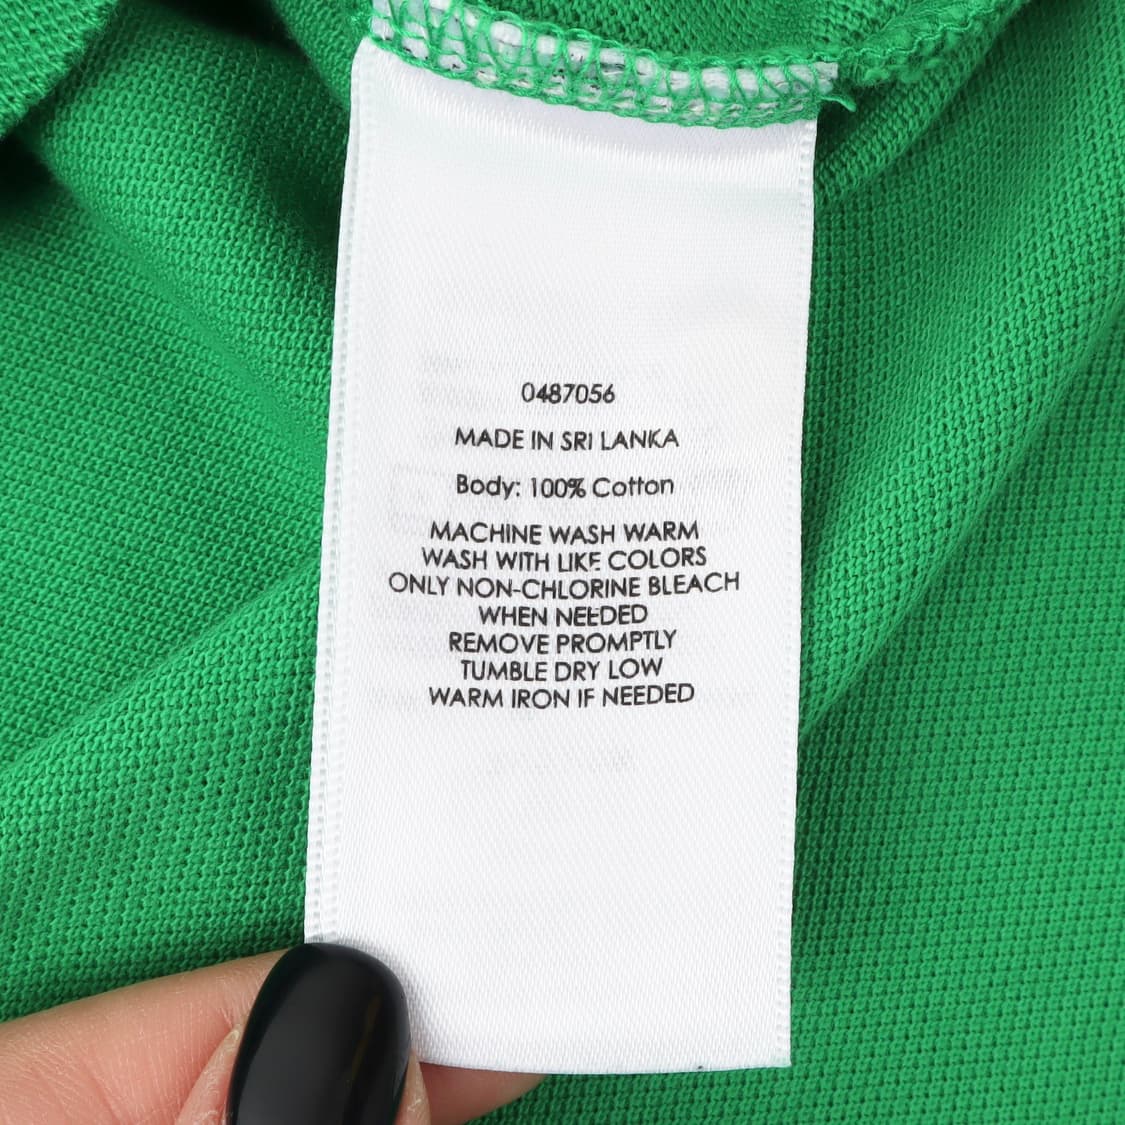 0487056
MADE IN SRI LANKA
Body: 100% Cotton
MACHINE WASH WARM
WASH WITH LIKE COLORS
ONLY NON-CHLORINE BLEACH
WHEN NEEDED
REMOVE PROMPTLY
TUMBLE DRY LOW
WARM IRON IF NEEDED